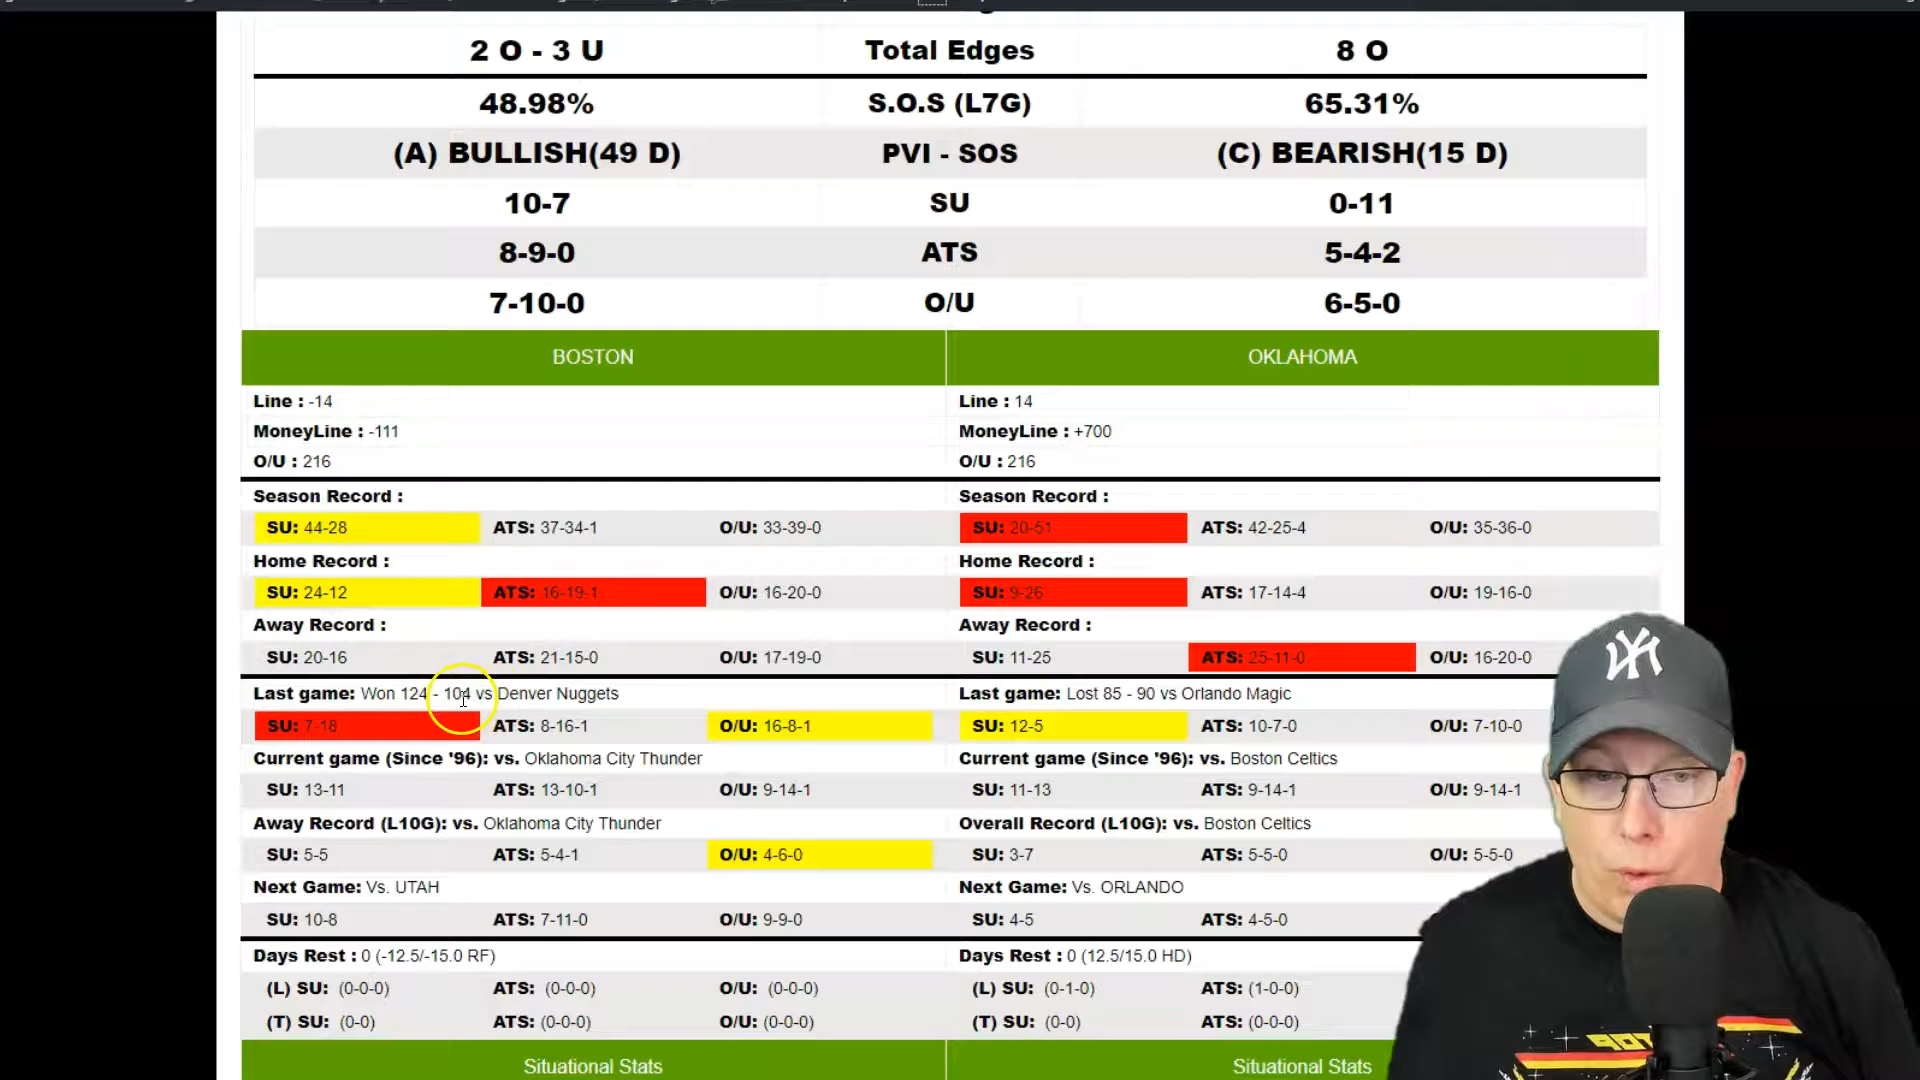 2 O - 3 U Total Edges 8 O
48.98% S.O.S (L7G) 65.31%
(A) BULLISH(49 D) PVI - SOS (C) BEARISH(15 D)
10-7 SU 0-11
8-9-0 ATS 5-4-2
7-10-0 O/U 6-5-0
BOSTON OKLAHOMA
Line : -14 Line : 14
MoneyLine : -111 MoneyLine : +700
O/U : 216 O/U : 216
Season Record : Season Record :
SU: 44-28 ATS: 37-34-1 O/U: 33-39-0 SU: 20-51 ATS: 42-25-4 O/U: 35-36-0
Home Record : Home Record :
SU: 24-12 ATS: 16-19-1 O/U: 16-20-0 SU: 9-26 ATS: 17-14-4 O/U: 19-16-0
Away Record : Away Record :
SU: 20-16 ATS: 21-15-0 O/U: 17-19-0 SU: 11-25 ATS: 25-11-0 O/U: 16-20-0
Last game: Won 124 - 104 vs Denver Nuggets Last game: Lost 85 - 90 vs Orlando Magic
SU: 7-18 ATS: 8-16-1 O/U: 16-8-1 SU: 12-5 ATS: 10-7-0 O/U: 7-10-0
Current game (Since '96): vs. Oklahoma City Thunder Current game (Since '96): vs. Boston Celtics
SU: 13-11 ATS: 13-10-1 O/U: 9-14-1 SU: 11-13 ATS: 9-14-1 O/U: 9-14-1
Away Record (L10G): vs. Oklahoma City Thunder Overall Record (L10G): vs. Boston Celtics
SU: 5-5 ATS: 5-4-1 O/U: 4-6-0 SU: 3-7 ATS: 5-5-0 O/U: 5-5-0
Next Game: Vs. UTAH Next Game: Vs. ORLANDO
SU: 10-8 ATS: 7-11-0 O/U: 9-9-0 SU: 4-5 ATS: 4-5-0
Days Rest : 0 (-12.5/-15.0 RF) Days Rest : 0 (12.5/15.0 HD)
(L) SU: (0-0-0) ATS: (0-0-0) O/U: (0-0-0) (L) SU: (0-1-0) ATS: (1-0-0)
(T) SU: (0-0) ATS: (0-0-0) O/U: (0-0-0) (T) SU: (0-0) ATS: (0-0-0)
Situational Stats Situational Stats
NY